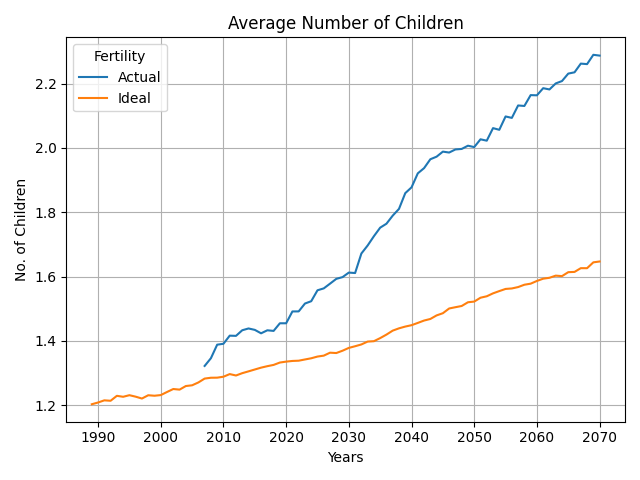 Average Number of Children
Fertility
Actual
Ideal
No. of Children
2.2
2.0
1.8
1.6
1.4
1.2
1990 2000 2010 2020 2030 2040 2050 2060 2070
Years